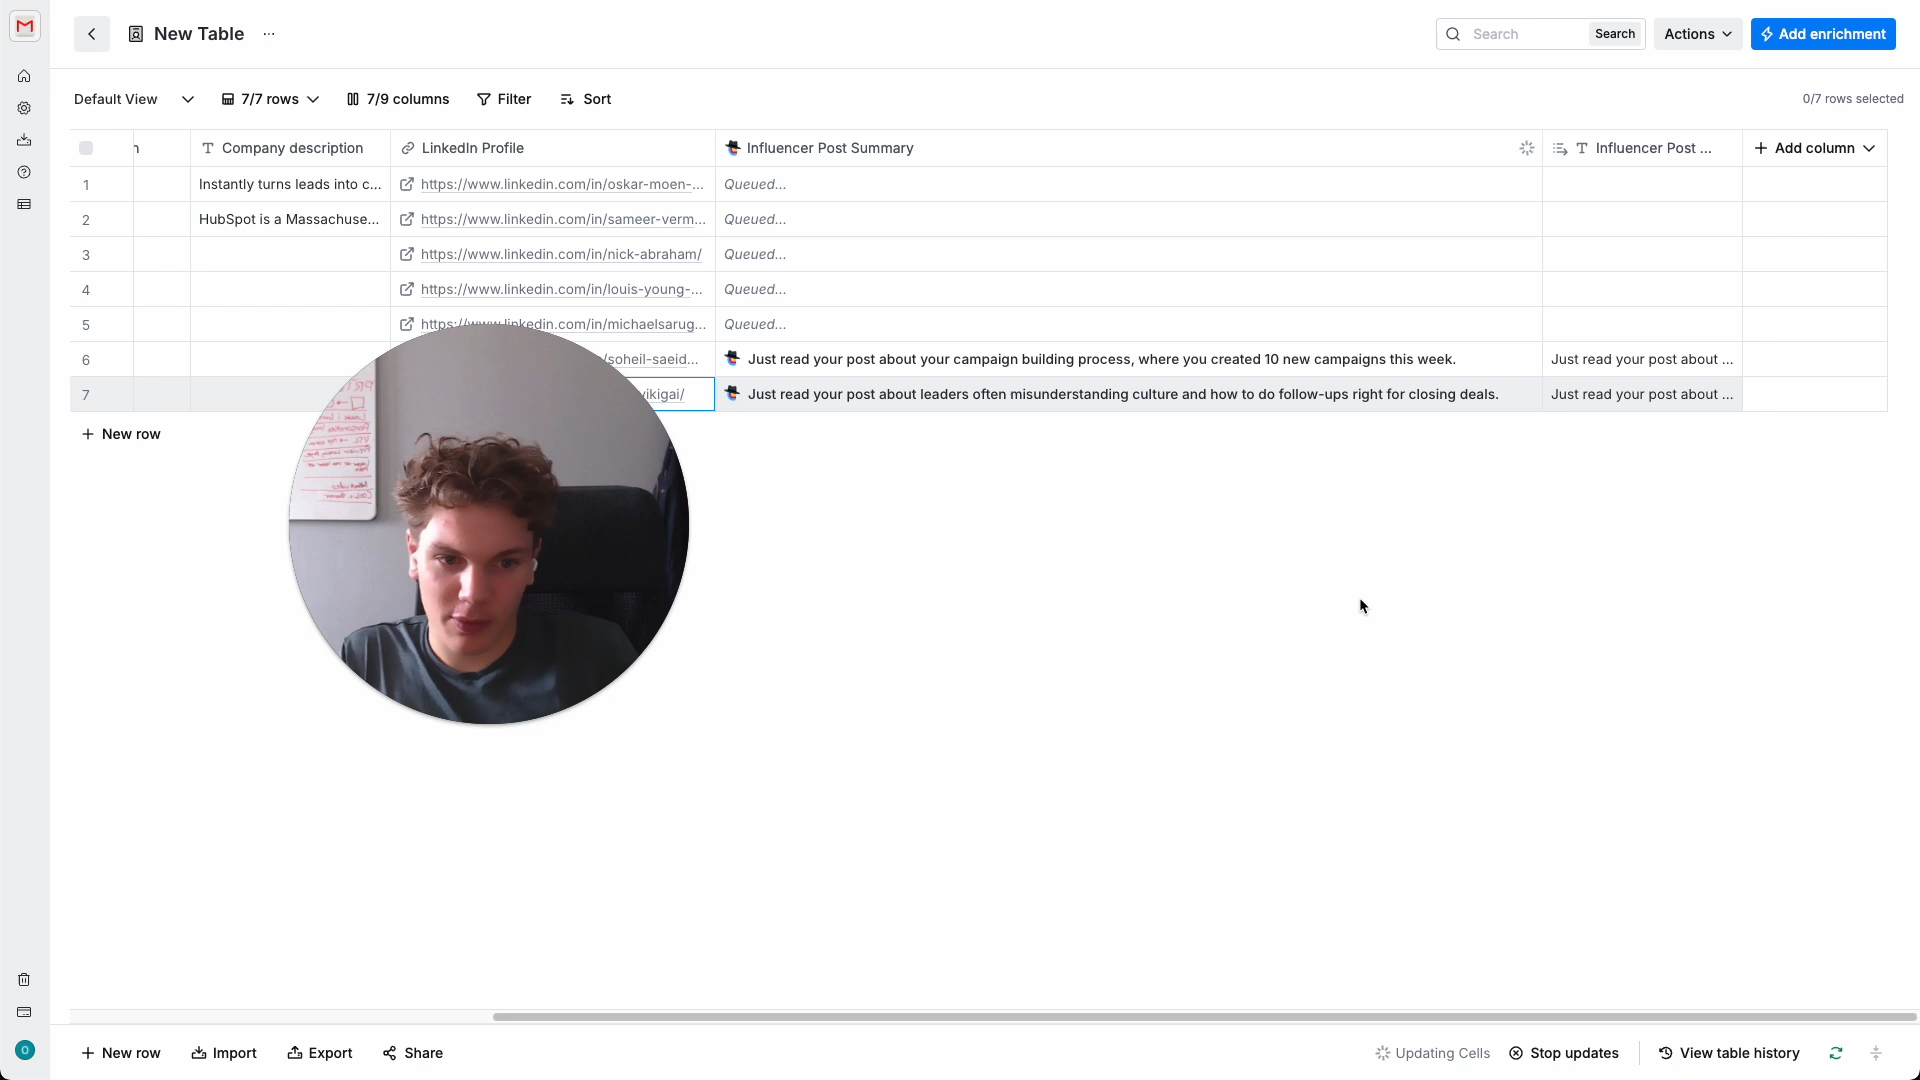 New Table
Search
Search
Actions
Add enrichment
Default View
7/7 rows
7/9 columns
Filter
Sort
0/7 rows selected
n
Company description
LinkedIn Profile
Influencer Post Summary
Influencer Post ...
Add column
1
Instantly turns leads into c...
https://www.linkedin.com/in/oskar-moen-...
Queued...
2
HubSpot is a Massachuse...
https://www.linkedin.com/in/sameer-verm...
Queued...
3
https://www.linkedin.com/in/nick-abraham/
Queued...
4
https://www.linkedin.com/in/louis-young-...
Queued...
5
https://www.linkedin.com/in/michaelsarug...
Queued...
6
/soheil-saeid...
Just read your post about your campaign building process, where you created 10 new campaigns this week.
Just read your post about ...
7
vikigai/
Just read your post about leaders often misunderstanding culture and how to do follow-ups right for closing deals.
Just read your post about ...
New row
O
New row
Import
Export
Share
Updating Cells
Stop updates
View table history